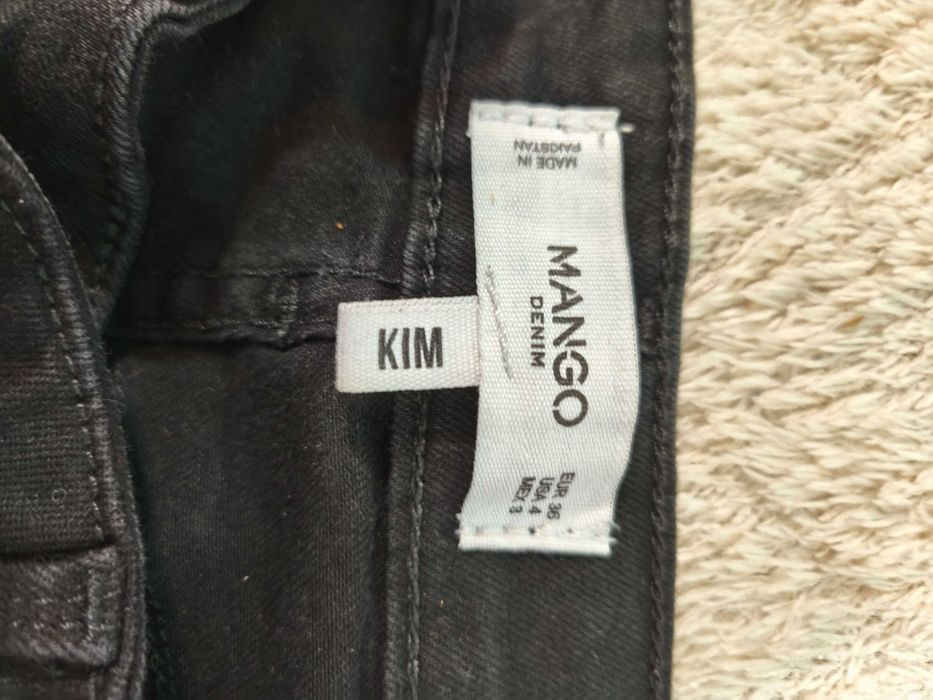 MADE IN
PAKISTAN
MANGO
DENIM
KIM
EUR 36
USA 4
MEX 3